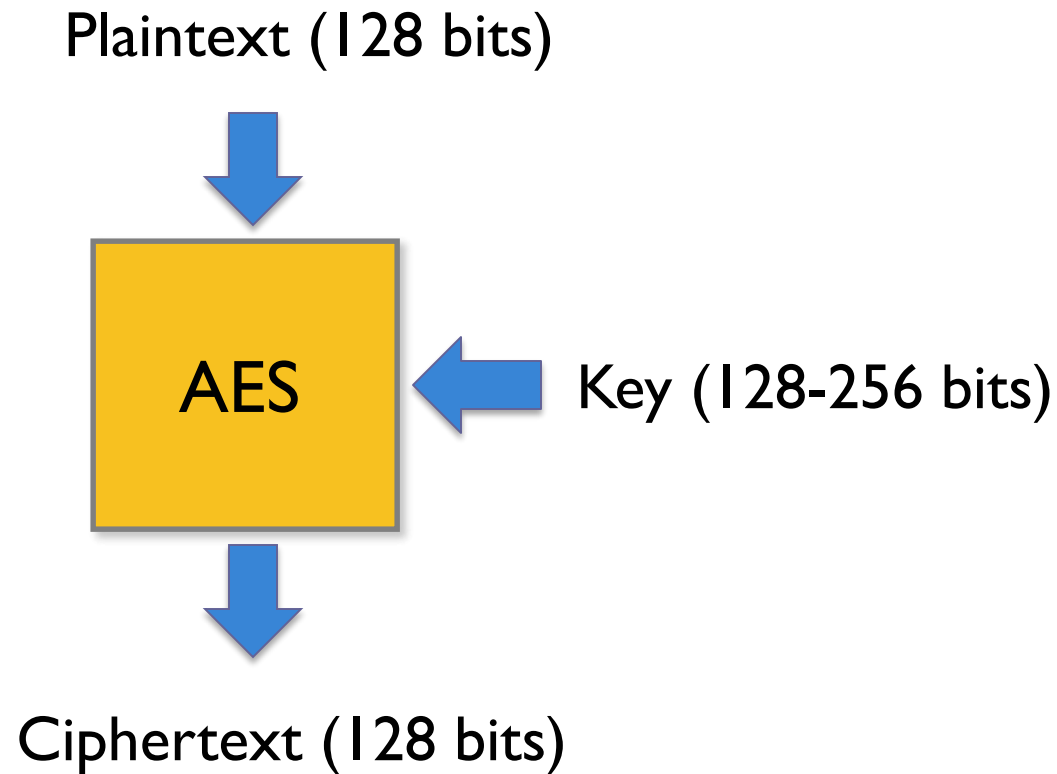 Plaintext (128 bits)
AES
Key (128-256 bits)
Ciphertext (128 bits)